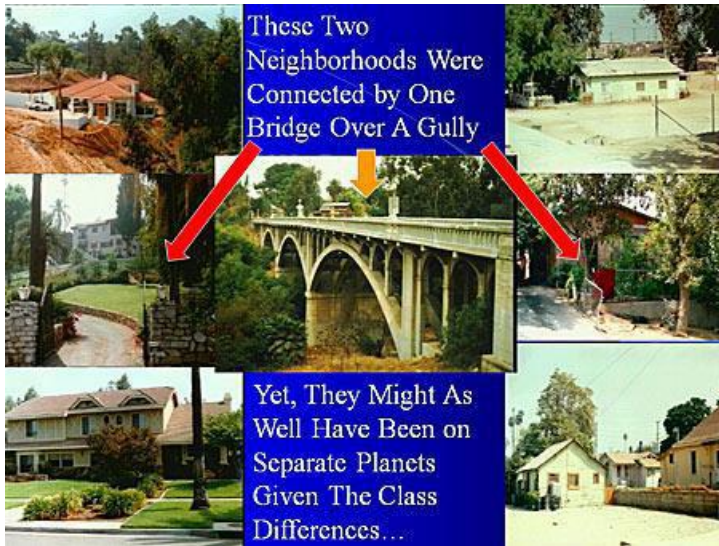 These Two
Neighborhoods Were
Connected by One
Bridge Over A Gully
Yet, They Might As
Well Have Been on
Separate Planets
Given The Class
Differences...